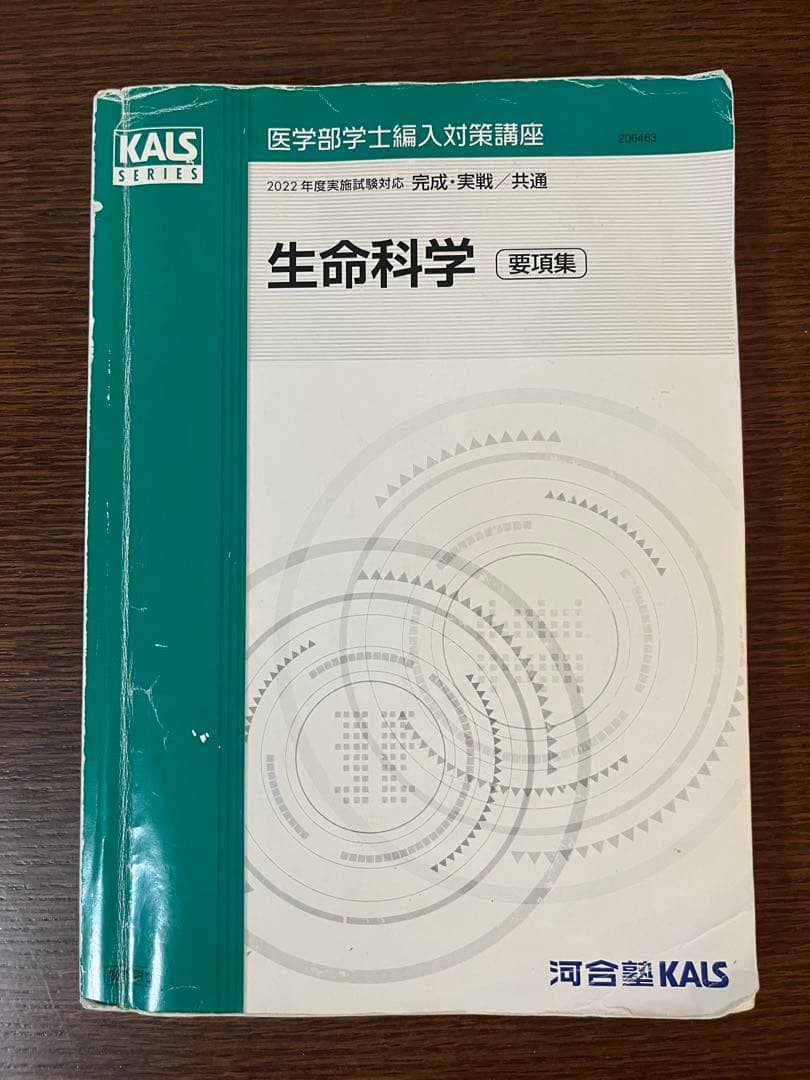 KALS
SERIES
医学部学士編入対策講座
206463
2022年度実施試験対応 完成・実戦／共通
生命科学 要項集
河合塾KALS